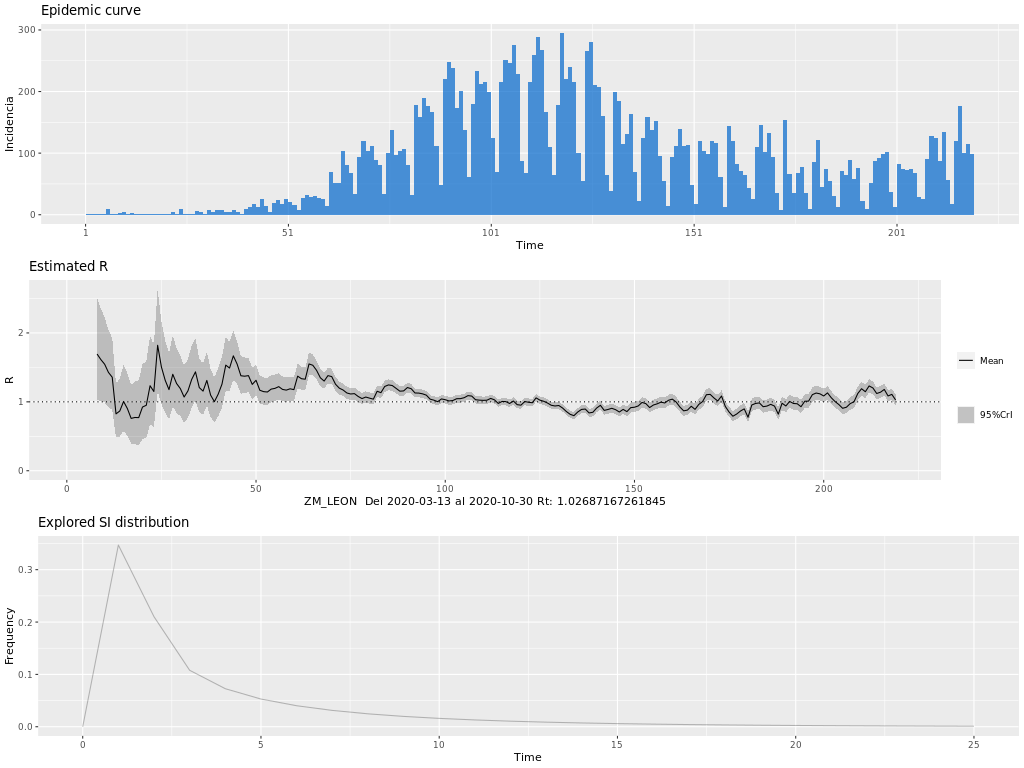 Epidemic curve
300
200
100
0
Incidencia
1 51 101 151 201
Time
Estimated R
2
1
0
R
0 50 100 150 200
ZM_LEON Del 2020-03-13 al 2020-10-30 Rt: 1.02687167261845
Mean
95%CrI
Explored SI distribution
0.3
0.2
0.1
0.0
Frequency
0 5 10 15 20 25
Time